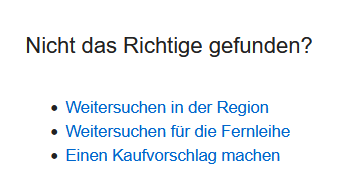 Nicht das Richtige gefunden?
Weitersuchen in der Region
Weitersuchen für die Fernleihe
Einen Kaufvorschlag machen